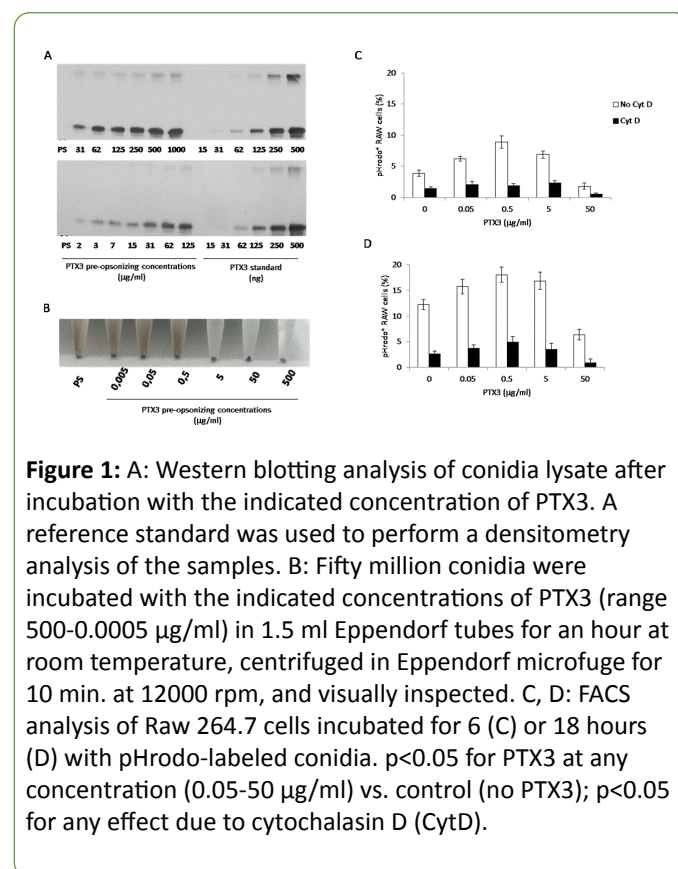 A
PS 31 62 125 250 500 1000 15 31 62 125 250 500
PS 2 3 7 15 31 62 125 15 31 62 125 250 500
PTX3 pre-opsonizing concentrations
(µg/ml)
PTX3 standard
(ng)
B
PS 0,005 0,05 0,5 5 50 500
PTX3 pre-opsonizing concentrations
(µg/ml)
C
pHrodo⁺ RAW cells (%)
20
15
10
5
0
0 0.05 0.5 5 50
PTX3 (µg/ml)
No Cyt D
Cyt D
D
pHrodo⁺ RAW cells (%)
20
15
10
5
0
0 0.05 0.5 5 50
PTX3 (µg/ml)
Figure 1: A: Western blotting analysis of conidia lysate after
incubation with the indicated concentration of PTX3. A
reference standard was used to perform a densitometry
analysis of the samples. B: Fifty million conidia were
incubated with the indicated concentrations of PTX3 (range
500-0.0005 µg/ml) in 1.5 ml Eppendorf tubes for an hour at
room temperature, centrifuged in Eppendorf microfuge for
10 min. at 12000 rpm, and visually inspected. C, D: FACS
analysis of Raw 264.7 cells incubated for 6 (C) or 18 hours
(D) with pHrodo-labeled conidia. p<0.05 for PTX3 at any
concentration (0.05-50 µg/ml) vs. control (no PTX3); p<0.05
for any effect due to cytochalasin D (CytD).